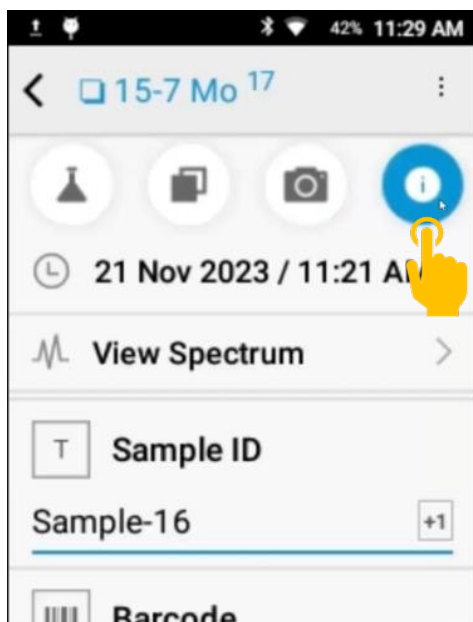 42% 11:29 AM
15-7 Mo 17
i
21 Nov 2023 / 11:21 AM
View Spectrum
T Sample ID
Sample-16 +1
Barcode